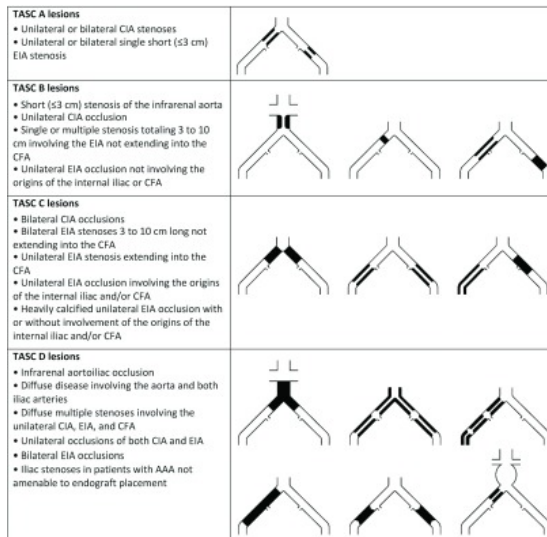 TASC A lesions
• Unilateral or bilateral CIA stenoses
• Unilateral or bilateral single short (≤3 cm)
EIA stenosis
TASC B lesions
• Short (≤3 cm) stenosis of the infrarenal aorta
• Unilateral CIA occlusion
• Single or multiple stenosis totaling 3 to 10
cm involving the EIA not extending into the
CFA
• Unilateral EIA occlusion not involving the
origins of the internal iliac or CFA
TASC C lesions
• Bilateral CIA occlusions
• Bilateral EIA stenoses 3 to 10 cm long not
extending into the CFA
• Unilateral EIA stenosis extending into the
CFA
• Unilateral EIA occlusion involving the origins
of the internal iliac and/or CFA
• Heavily calcified unilateral EIA occlusion with
or without involvement of the origins of the
internal iliac and/or CFA
TASC D lesions
• Infrarenal aortoiliac occlusion
• Diffuse disease involving the aorta and both
iliac arteries
• Diffuse multiple stenoses involving the
unilateral CIA, EIA, and CFA
• Unilateral occlusions of both CIA and EIA
• Bilateral EIA occlusions
• Iliac stenoses in patients with AAA not
amenable to endograft placement